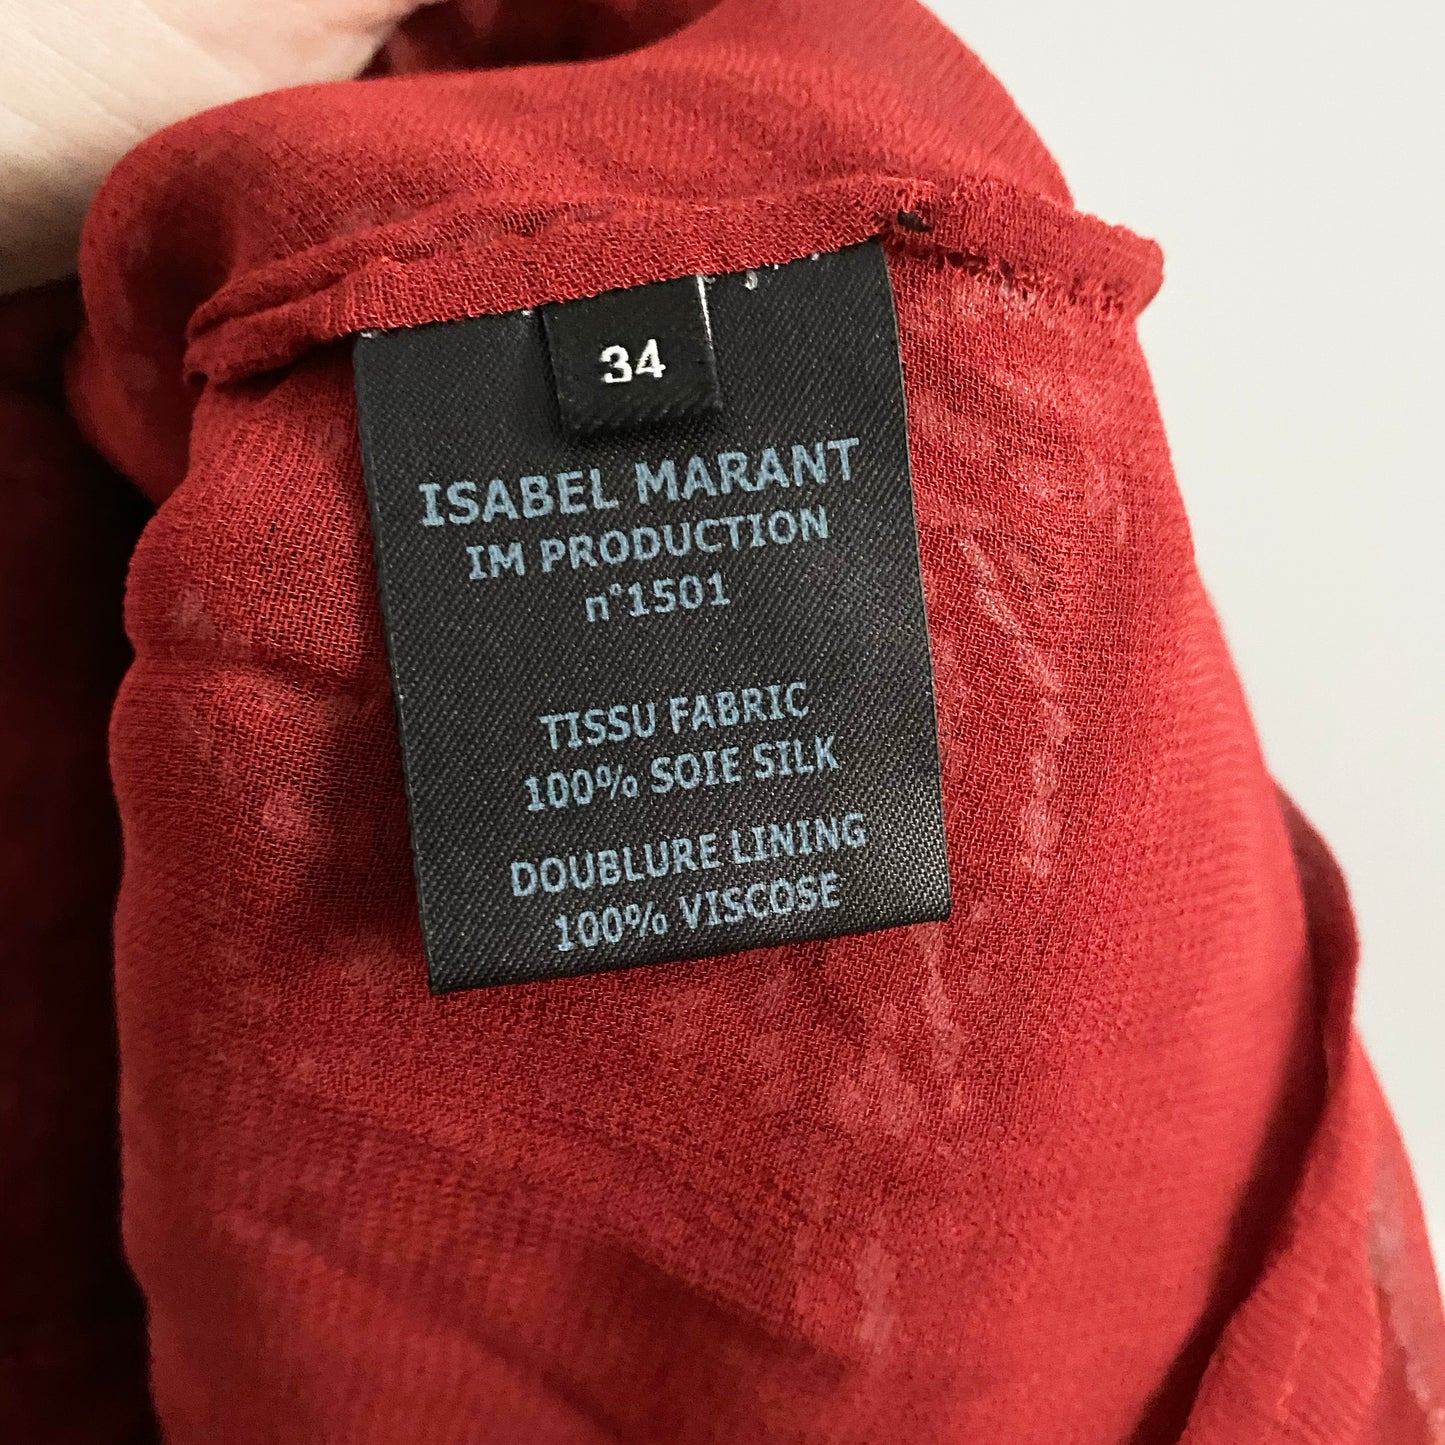 34
ISABEL MARANT
IM PRODUCTION
n°1501
TISSU FABRIC
100% SOIE SILK
DOUBLURE LINING
100% VISCOSE